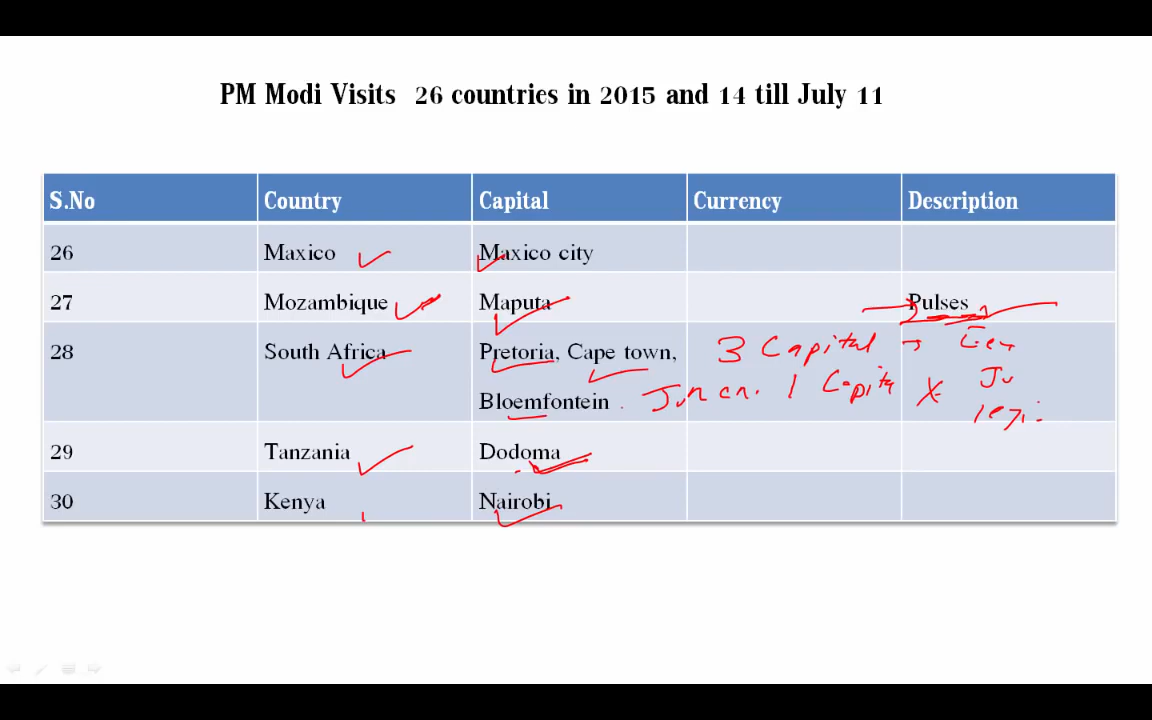 PM Modi Visits 26 countries in 2015 and 14 till July 11
S.No Country Capital Currency Description
26 Maxico Maxico city
27 Mozambique Maputa Pulses
28 South Africa Pretoria, Cape town,
3 Capital →
Bloemfontein
1 Capita X Ju
29 Tanzania Dodoma
30 Kenya Nairobi